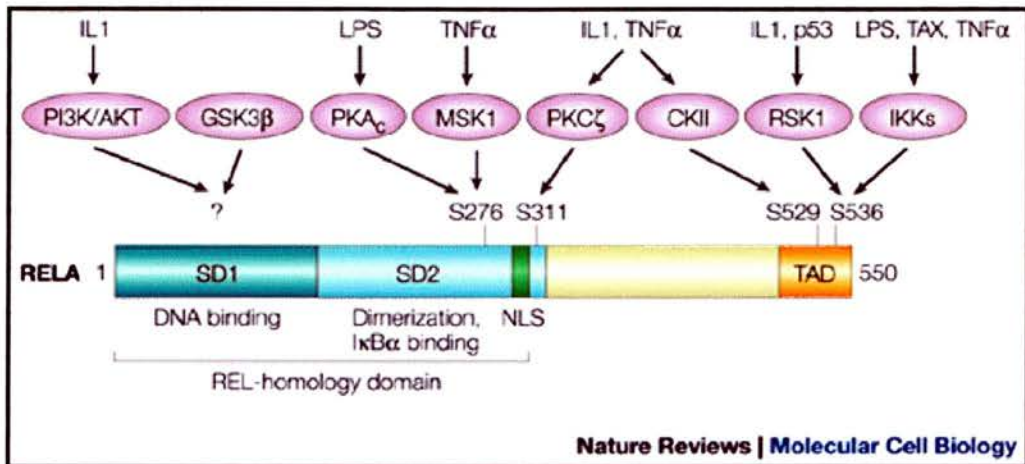 IL1 LPS TNFα IL1, TNFα IL1, p53 LPS, TAX, TNFα
PI3K/AKT GSK3β PKAC MSK1 PKCζ CKII RSK1 IKKs
? S276 S311 S529 S536
RELA 1 SD1 SD2 TAD 550
DNA binding Dimerization, NLS
IκBα binding
REL-homology domain
Nature Reviews | Molecular Cell Biology